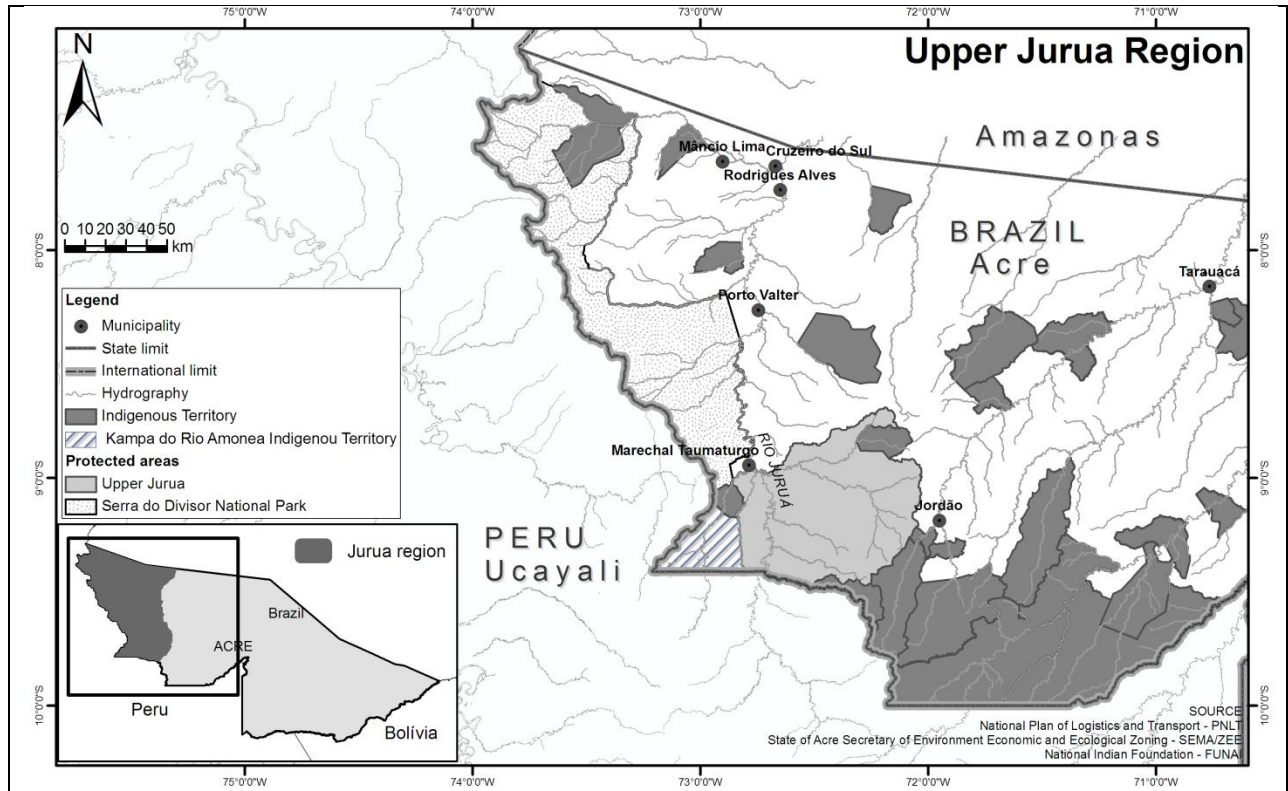 75°0'0"W 74°0'0"W 73°0'0"W 72°0'0"W 71°0'0"W
Upper Jurua Region
N
Amazonas
Mâncio Lima
Cruzeiro do Sul
Rodrigues Alves
0 10 20 30 40 50
km
8°0'0"S
8°0'0"S
BRAZIL
Acre
Tarauacá
Porto Valter
Legend
Municipality
State limit
International limit
Hydrography
Indigenous Territory
Kampa do Rio Amonea Indigenou Territory
Protected areas
Upper Jurua
Serra do Divisor National Park
Marechal Taumaturgo
RIO JURUÁ
9°0'0"S
9°0'0"S
Jordão
PERU
Ucayali
Jurua region
Brazil
ACRE
Peru
Bolívia
10°0'0"S
10°0'0"S
SOURCE
National Plan of Logistics and Transport - PNLT
State of Acre Secretary of Environment Economic and Ecological Zoning - SEMA/ZEE
National Indian Foundation - FUNAI
75°0'0"W 74°0'0"W 73°0'0"W 72°0'0"W 71°0'0"W